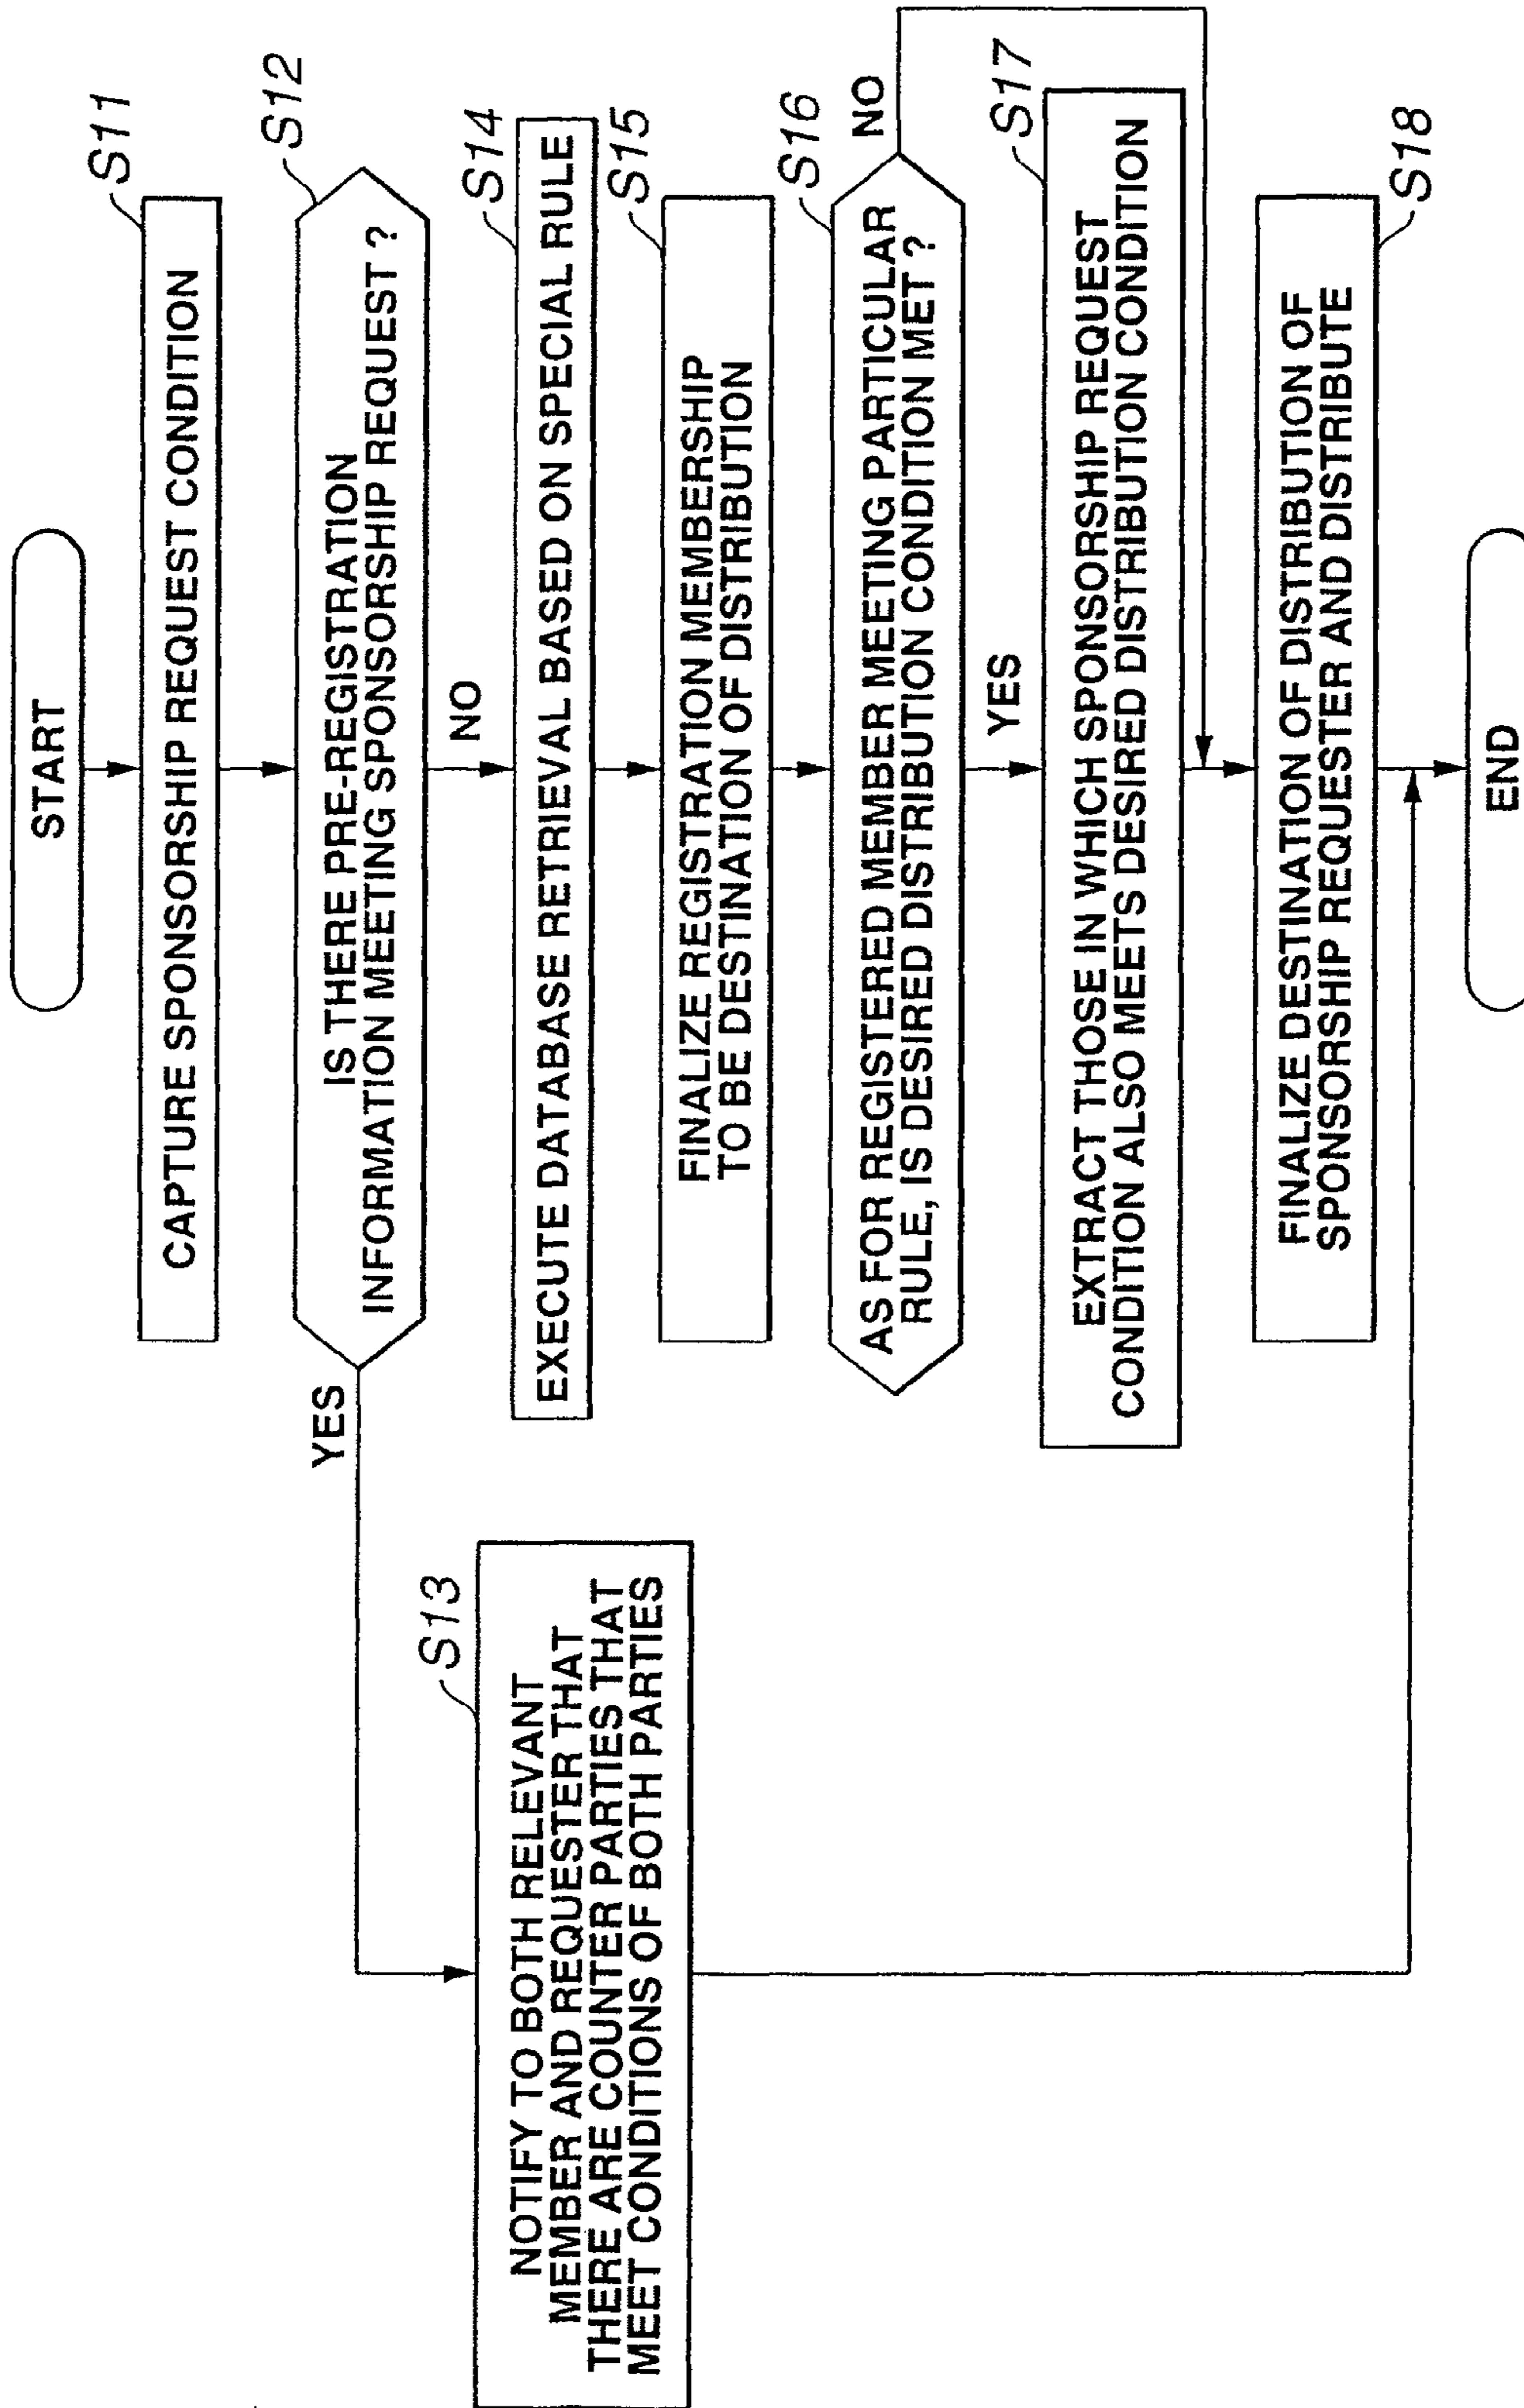 START
S11
CAPTURE SPONSORSHIP REQUEST CONDITION
S12
IS THERE PRE-REGISTRATION
INFORMATION MEETING SPONSORSHIP REQUEST ?
YES
NO
S13
NOTIFY TO BOTH RELEVANT
MEMBER AND REQUESTER THAT
THERE ARE COUNTER PARTIES THAT
MEET CONDITIONS OF BOTH PARTIES
S14
EXECUTE DATABASE RETRIEVAL BASED ON SPECIAL RULE
S15
FINALIZE REGISTRATION MEMBERSHIP
TO BE DESTINATION OF DISTRIBUTION
S16
AS FOR REGISTERED MEMBER MEETING PARTICULAR
RULE, IS DESIRED DISTRIBUTION CONDITION MET ?
NO
YES
S17
EXTRACT THOSE IN WHICH SPONSORSHIP REQUEST
CONDITION ALSO MEETS DESIRED DISTRIBUTION CONDITION
S18
FINALIZE DESTINATION OF DISTRIBUTION OF
SPONSORSHIP REQUESTER AND DISTRIBUTE
END